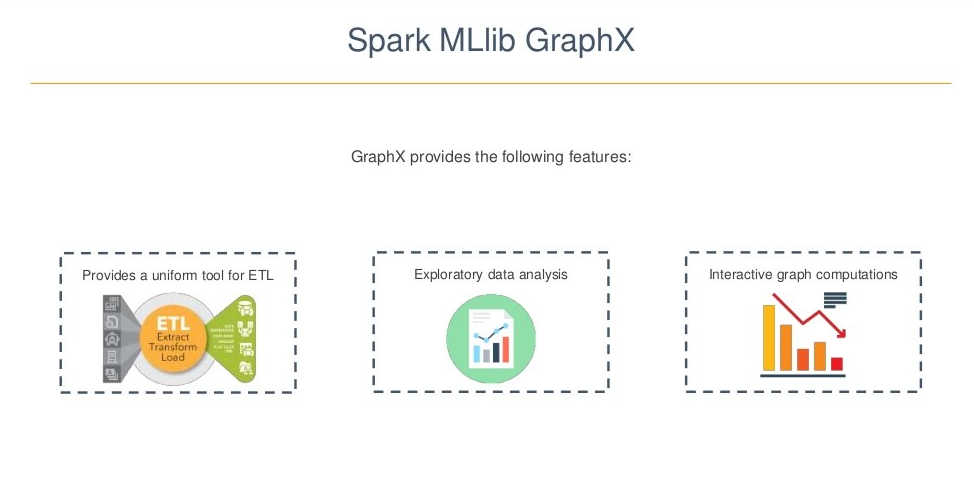 Spark MLlib GraphX
GraphX provides the following features:
Provides a uniform tool for ETL
ETL
Extract
Transform
Load
Exploratory data analysis
Interactive graph computations